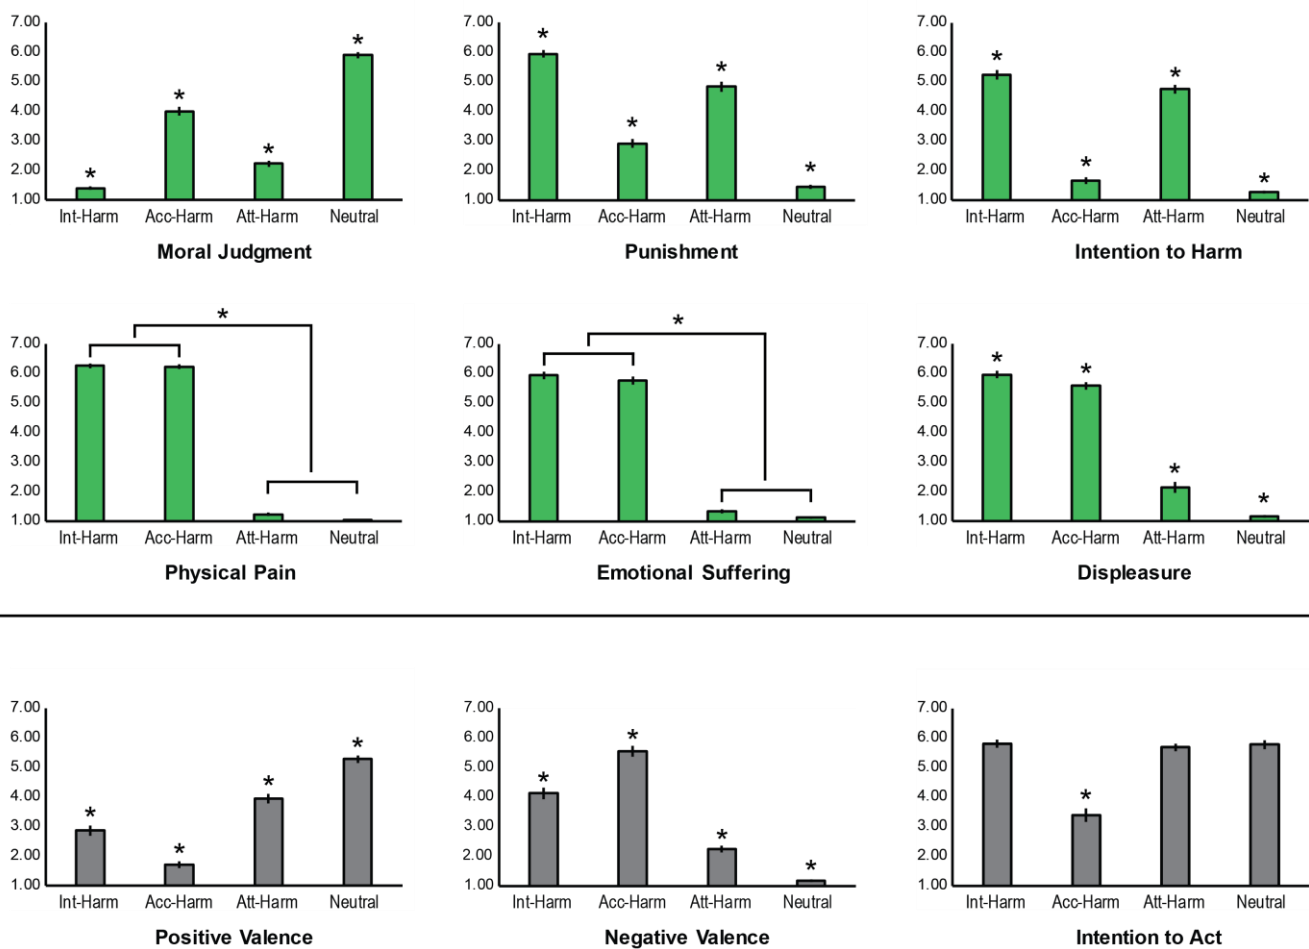 7.00 7.00 7.00
6.00 6.00 6.00
5.00 5.00 5.00
4.00 4.00 4.00
3.00 3.00 3.00
2.00 2.00 2.00
1.00 1.00 1.00
* * * *
* * * *
* * * *
Int-Harm Acc-Harm Att-Harm Neutral Int-Harm Acc-Harm Att-Harm Neutral Int-Harm Acc-Harm Att-Harm Neutral
Moral Judgment Punishment Intention to Harm
7.00 7.00 7.00
6.00 6.00 6.00
5.00 5.00 5.00
4.00 4.00 4.00
3.00 3.00 3.00
2.00 2.00 2.00
1.00 1.00 1.00
*
*
* * * *
Int-Harm Acc-Harm Att-Harm Neutral Int-Harm Acc-Harm Att-Harm Neutral Int-Harm Acc-Harm Att-Harm Neutral
Physical Pain Emotional Suffering Displeasure
7.00 7.00 7.00
6.00 6.00 6.00
5.00 5.00 5.00
4.00 4.00 4.00
3.00 3.00 3.00
2.00 2.00 2.00
1.00 1.00 1.00
* * * *
* * * *
*
Int-Harm Acc-Harm Att-Harm Neutral Int-Harm Acc-Harm Att-Harm Neutral Int-Harm Acc-Harm Att-Harm Neutral
Positive Valence Negative Valence Intention to Act